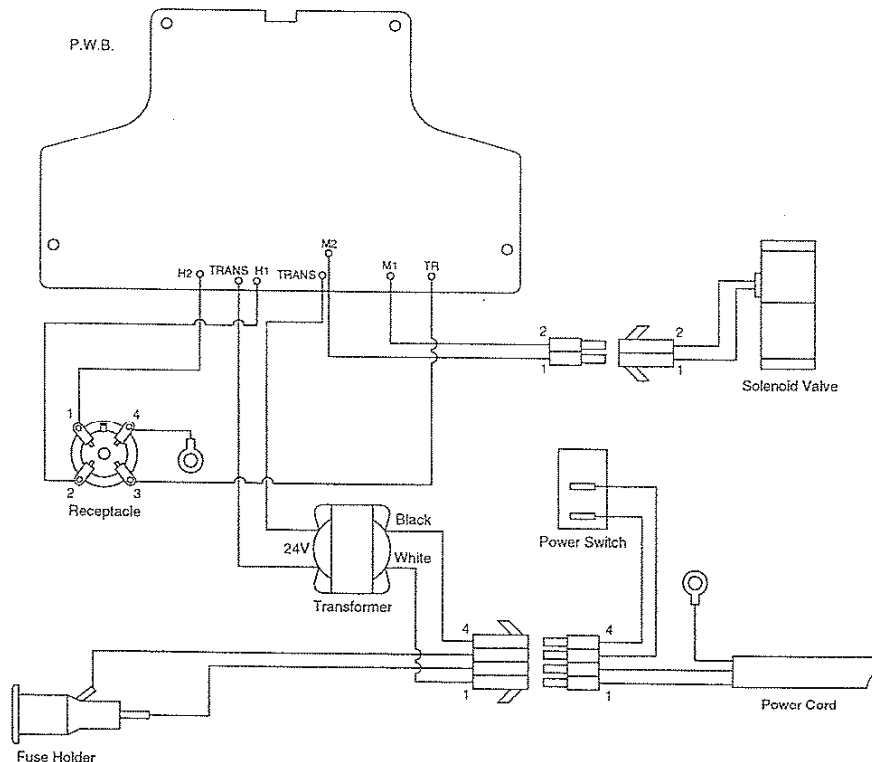 P.W.B.
M2
H2 TRANS H1 TRANS M1 TR
2 2
1 1
Solenoid Valve
1 4
2 3
Receptacle
Black
24V
White
Power Switch
Transformer
4 4
1 1
Power Cord
Fuse Holder